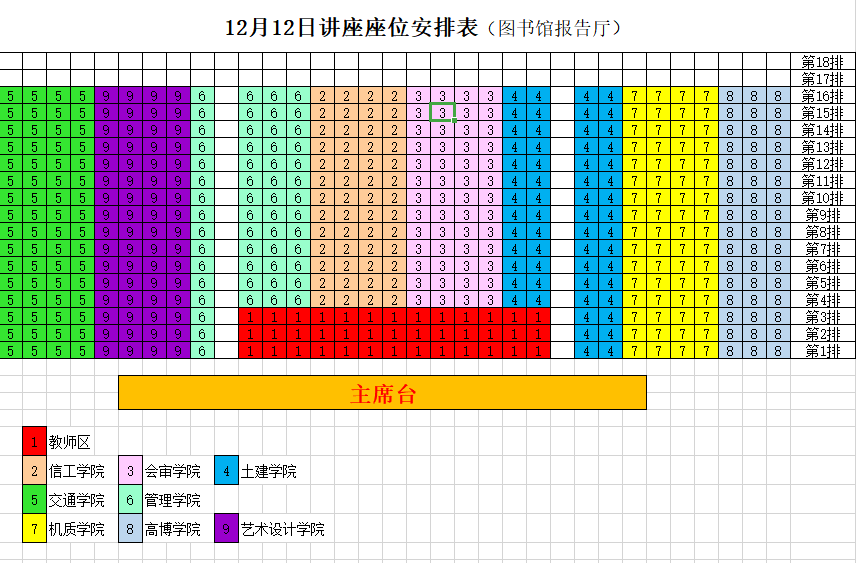 12月12日讲座座位安排表（图书馆报告厅）
第18排
第17排
5 5 5 5 9 9 9 9 6 6 6 6 2 2 2 2 3 3 3 3 4 4 4 4 7 7 7 7 8 8 8 第16排
5 5 5 5 9 9 9 9 6 6 6 6 2 2 2 2 3 3 3 3 4 4 4 4 7 7 7 7 8 8 8 第15排
5 5 5 5 9 9 9 9 6 6 6 6 2 2 2 2 3 3 3 3 4 4 4 4 7 7 7 7 8 8 8 第14排
5 5 5 5 9 9 9 9 6 6 6 6 2 2 2 2 3 3 3 3 4 4 4 4 7 7 7 7 8 8 8 第13排
5 5 5 5 9 9 9 9 6 6 6 6 2 2 2 2 3 3 3 3 4 4 4 4 7 7 7 7 8 8 8 第12排
5 5 5 5 9 9 9 9 6 6 6 6 2 2 2 2 3 3 3 3 4 4 4 4 7 7 7 7 8 8 8 第11排
5 5 5 5 9 9 9 9 6 6 6 6 2 2 2 2 3 3 3 3 4 4 4 4 7 7 7 7 8 8 8 第10排
5 5 5 5 9 9 9 9 6 6 6 6 2 2 2 2 3 3 3 3 4 4 4 4 7 7 7 7 8 8 8 第9排
5 5 5 5 9 9 9 9 6 6 6 6 2 2 2 2 3 3 3 3 4 4 4 4 7 7 7 7 8 8 8 第8排
5 5 5 5 9 9 9 9 6 6 6 6 2 2 2 2 3 3 3 3 4 4 4 4 7 7 7 7 8 8 8 第7排
5 5 5 5 9 9 9 9 6 6 6 6 2 2 2 2 3 3 3 3 4 4 4 4 7 7 7 7 8 8 8 第6排
5 5 5 5 9 9 9 9 6 6 6 6 2 2 2 2 3 3 3 3 4 4 4 4 7 7 7 7 8 8 8 第5排
5 5 5 5 9 9 9 9 6 6 6 6 2 2 2 2 3 3 3 3 4 4 4 4 7 7 7 7 8 8 8 第4排
5 5 5 5 9 9 9 9 6 1 1 1 1 1 1 1 1 1 1 1 1 1 4 4 7 7 7 7 8 8 8 第3排
5 5 5 5 9 9 9 9 6 1 1 1 1 1 1 1 1 1 1 1 1 1 4 4 7 7 7 7 8 8 8 第2排
5 5 5 5 9 9 9 9 6 1 1 1 1 1 1 1 1 1 1 1 1 1 4 4 7 7 7 7 8 8 8 第1排
主席台
1 教师区
2 信工学院 3 会审学院 4 土建学院
5 交通学院 6 管理学院
7 机质学院 8 高博学院 9 艺术设计学院